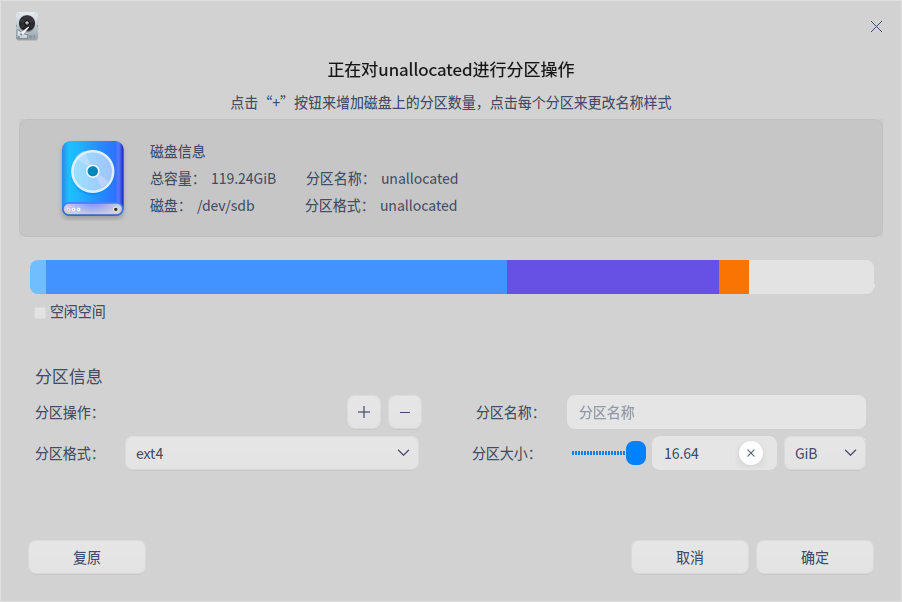 正在对unallocated进行分区操作
点击“+”按钮来增加磁盘上的分区数量，点击每个分区来更改名称样式
磁盘信息
总容量： 119.24GiB 分区名称： unallocated
磁盘： /dev/sdb 分区格式： unallocated
空闲空间
分区信息
分区操作： + − 分区名称： 分区名称
分区格式： ext4 分区大小： 16.64 × GiB
复原 取消 确定